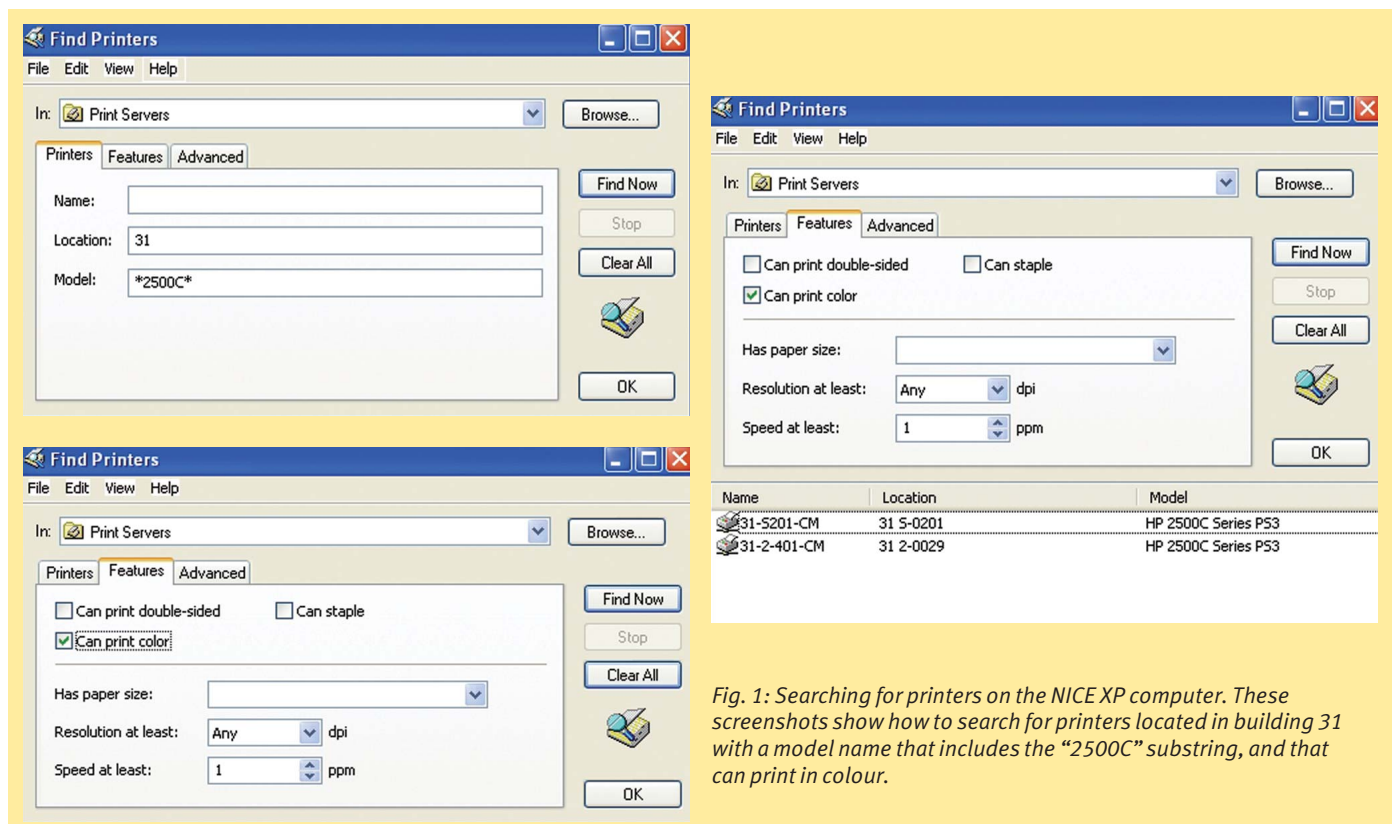 Find Printers
File Edit View Help
In: Print Servers Browse...
Printers Features Advanced
Name:
Location: 31
Model: *2500C*
Find Now
Stop
Clear All
OK
Find Printers
File Edit View Help
In: Print Servers Browse...
Printers Features Advanced
Can print double-sided Can staple
Can print color
Has paper size:
Resolution at least: Any dpi
Speed at least: 1 ppm
Find Now
Stop
Clear All
OK
Find Printers
File Edit View Help
In: Print Servers Browse...
Printers Features Advanced
Can print double-sided Can staple
Can print color
Has paper size:
Resolution at least: Any dpi
Speed at least: 1 ppm
Find Now
Stop
Clear All
OK
Name Location Model
31-S201-CM 31 S-0201 HP 2500C Series PS3
31-2-401-CM 31 2-0029 HP 2500C Series PS3
Fig. 1: Searching for printers on the NICE XP computer. These
screenshots show how to search for printers located in building 31
with a model name that includes the “2500C” substring, and that
can print in colour.